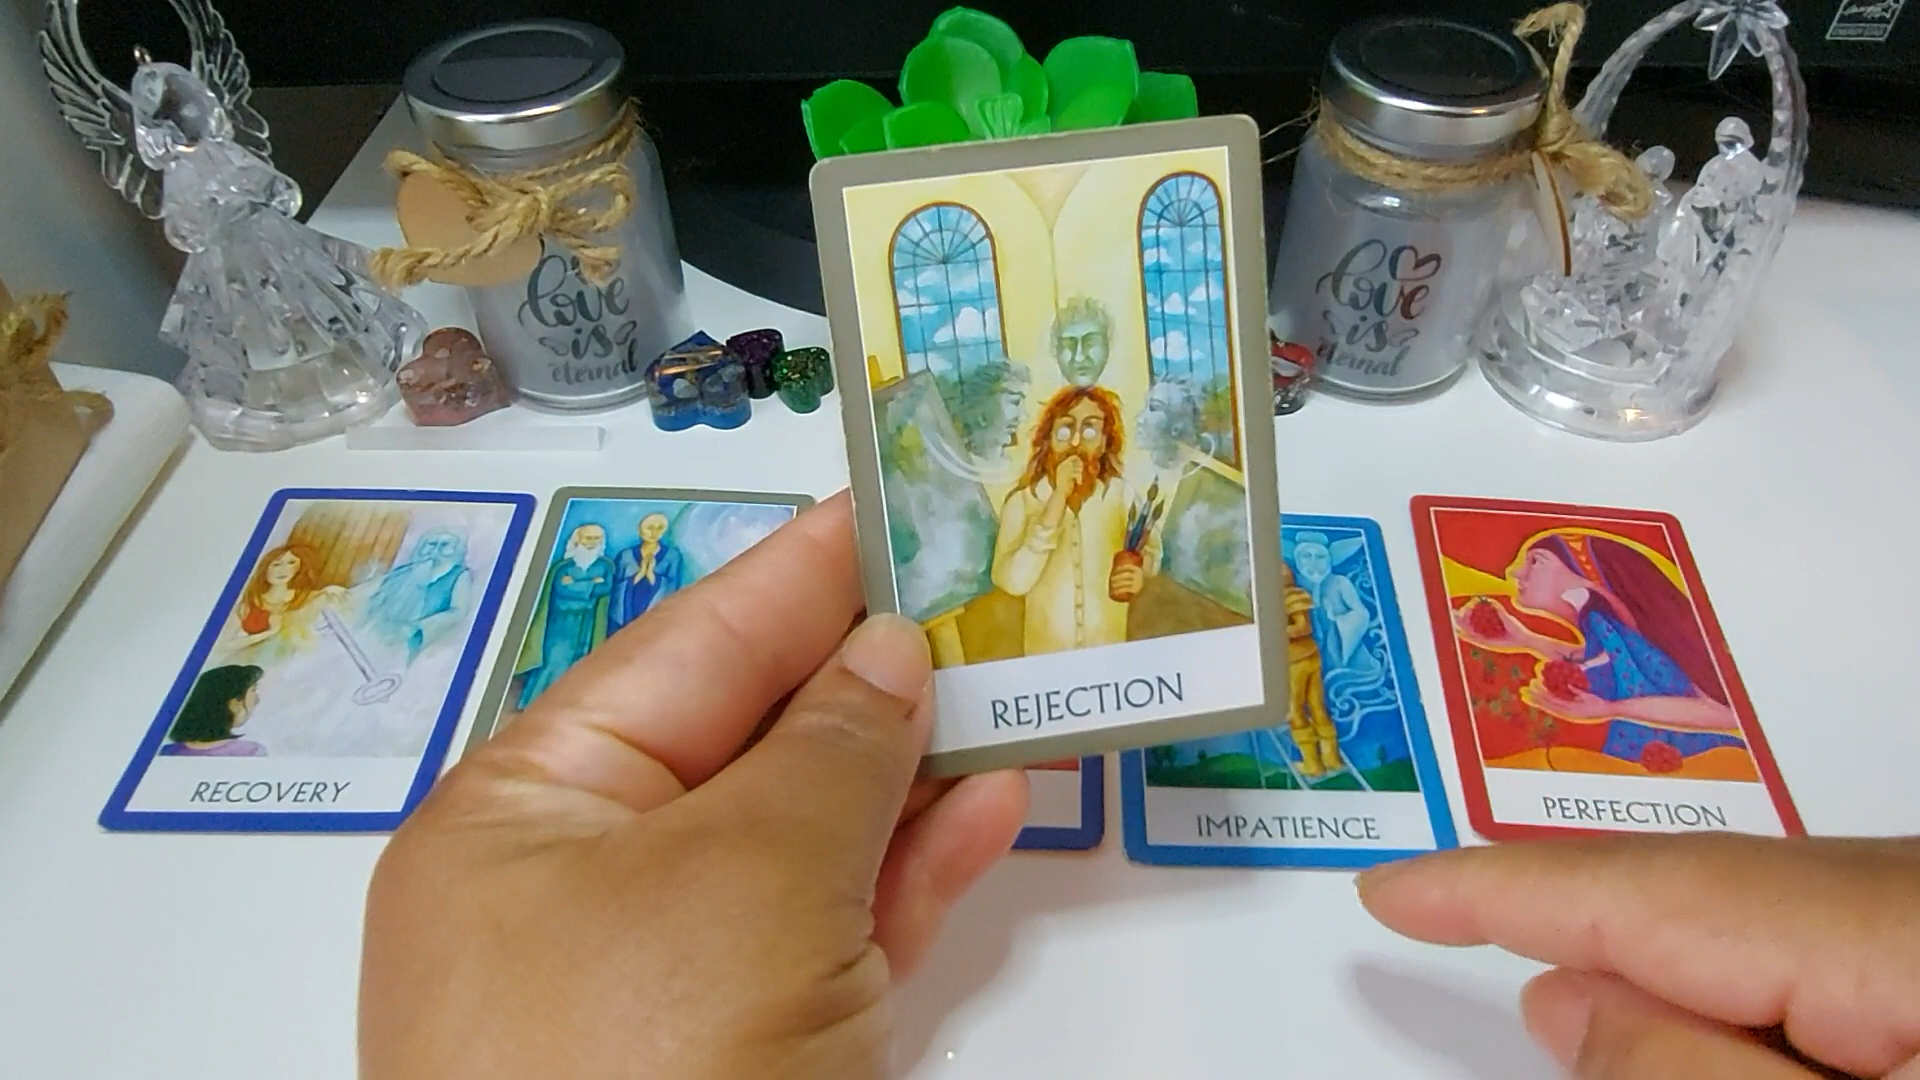 love
is
eternal
love
is
eternal
REJECTION
RECOVERY
IMPATIENCE
PERFECTION